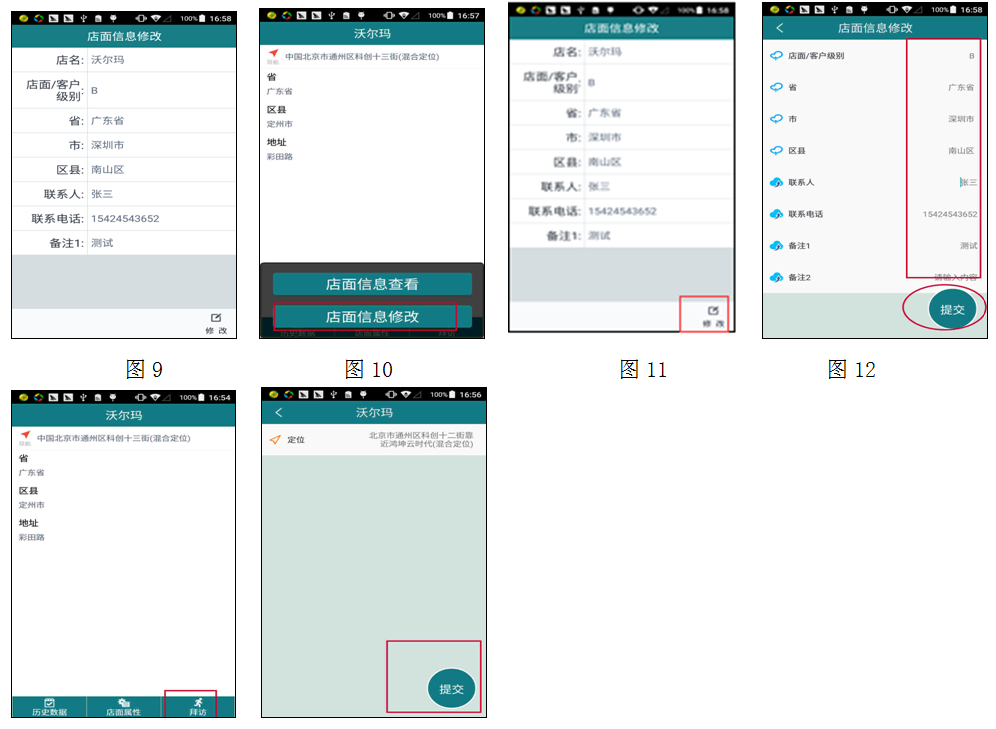 100% 16:58
店面信息修改
店名: 沃尔玛
店面/客户级别: B
省: 广东省
市: 深圳市
区县: 南山区
联系人: 张三
联系电话: 15424543652
备注1: 测试
修 改
图 9
100% 16:57
沃尔玛
导航 中国北京市通州区科创十三街(混合定位)
省
广东省
区县
定州市
地址
彩田路
店面信息查看
店面信息修改
历史数据 店面属性 拜访
图 10
100% 16:58
店面信息修改
店名: 沃尔玛
店面/客户级别: B
省: 广东省
市: 深圳市
区县: 南山区
联系人: 张三
联系电话: 15424543652
备注1: 测试
修 改
图 11
100% 16:58
店面信息修改
店面/客户级别 B
省 广东省
市 深圳市
区县 南山区
联系人 张三
联系电话 15424543652
备注1 测试
备注2 请输入内容
提交
图 12
100% 16:54
沃尔玛
导航 中国北京市通州区科创十三街(混合定位)
省
广东省
区县
定州市
地址
彩田路
历史数据 店面属性 拜访
100% 16:56
沃尔玛
定位 北京市通州区科创十二街靠
近鸿坤云时代(混合定位)
提交